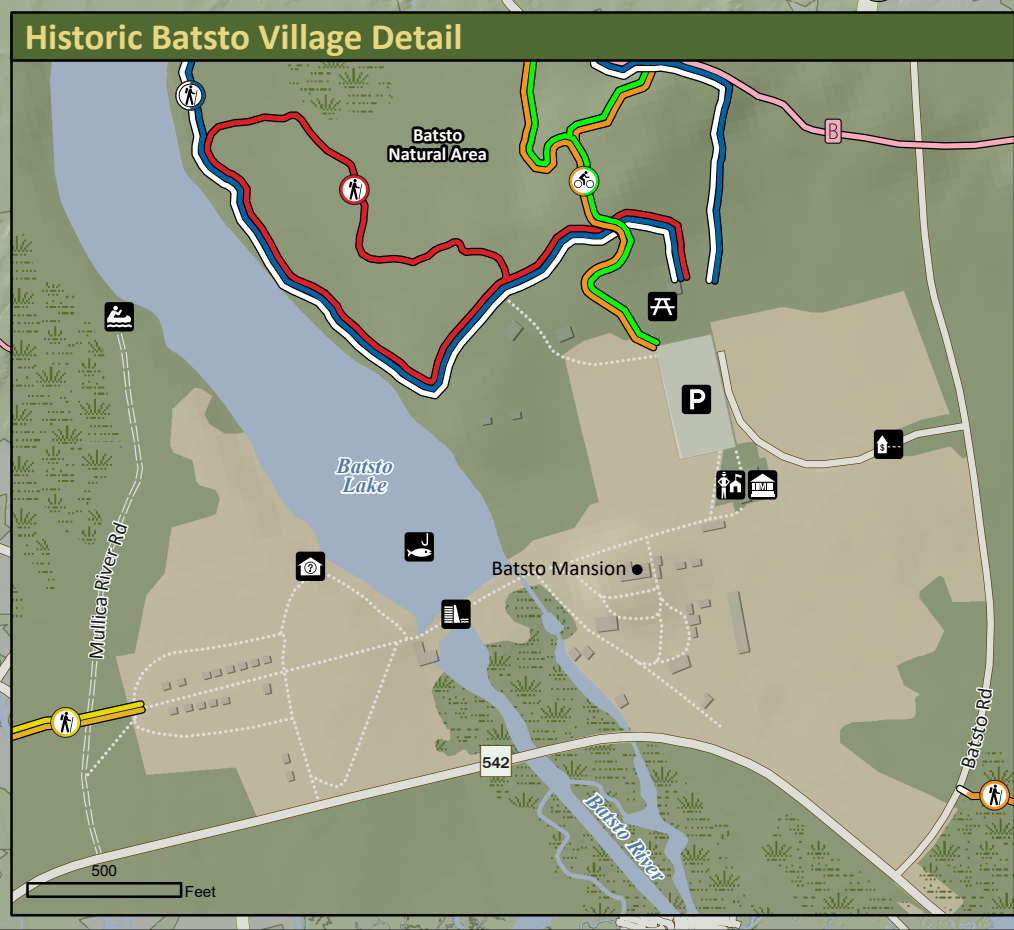 Historic Batsto Village Detail
Batsto
Natural Area
B
P
$
Batsto
Lake
Batsto Mansion
?
Mullica River Rd
542
Batsto Rd
Batsto River
500
Feet